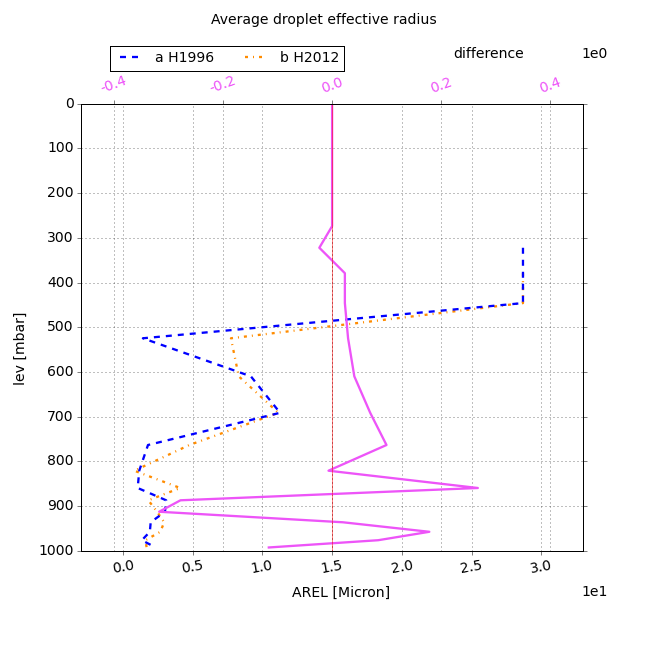 Average droplet effective radius
a H1996 b H2012 difference 1e0
-0.4 -0.2 0.0 0.2 0.4
0
100
200
300
400
500
600
700
800
900
1000
lev [mbar]
0.0 0.5 1.0 1.5 2.0 2.5 3.0
AREL [Micron] 1e1